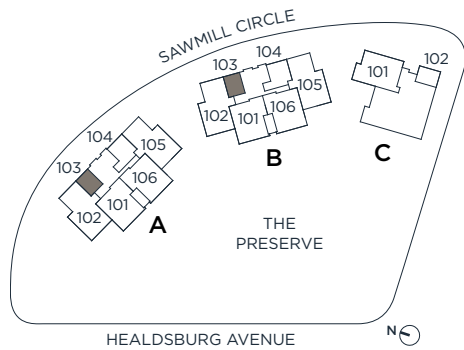 SAWMILL CIRCLE
103
104
105
102
101
106
B
101
102
C
104
105
103
106
102
101
A
THE
PRESERVE
HEALDSBURG AVENUE
N